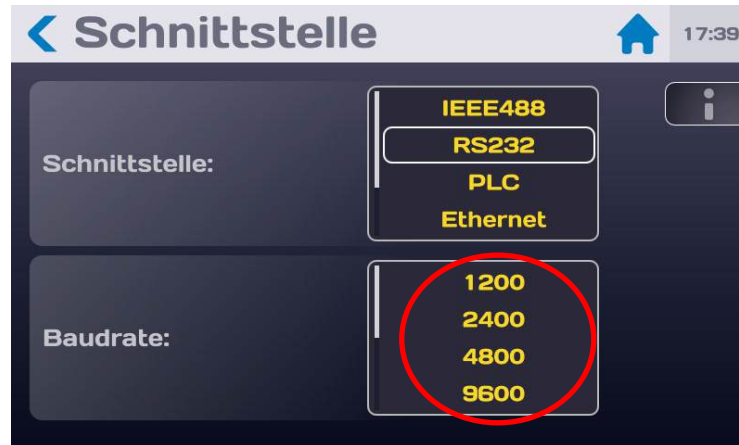 Schnittstelle
17:39
Schnittstelle:
IEEE488
RS232
PLC
Ethernet
Baudrate:
1200
2400
4800
9600